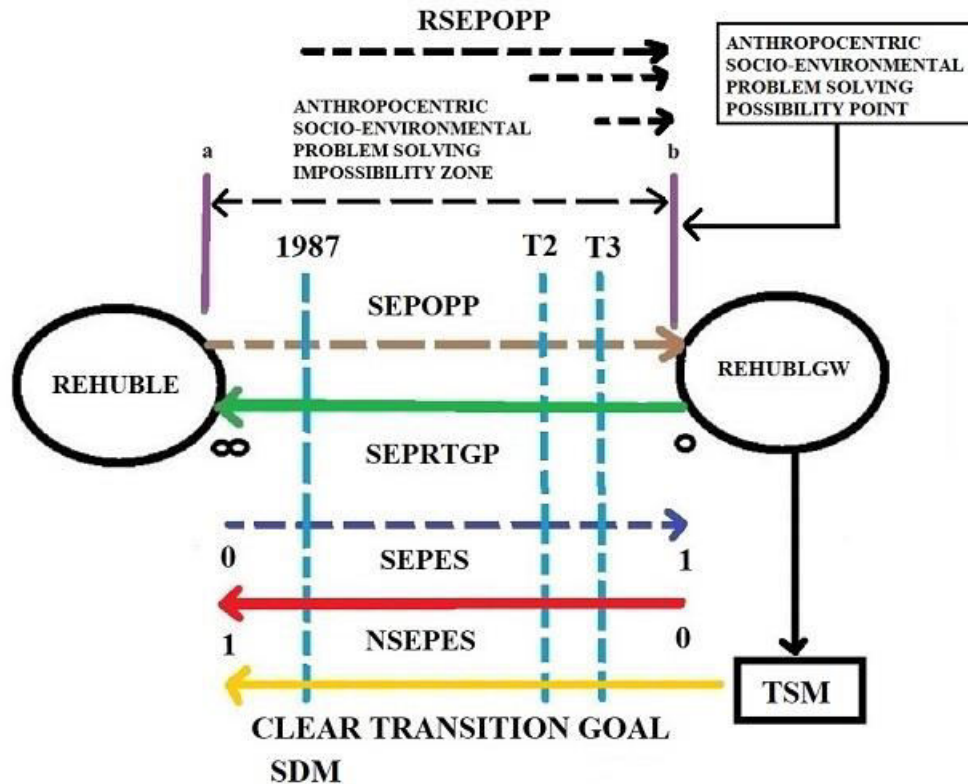 RSEPOPP
ANTHROPOCENTRIC
SOCIO-ENVIRONMENTAL
PROBLEM SOLVING
POSSIBILITY POINT
ANTHROPOCENTRIC
SOCIO-ENVIRONMENTAL
PROBLEM SOLVING
IMPOSSIBILITY ZONE
a
b
1987
T2
T3
SEPOPP
REHUBLE
REHUBLGW
∞
0
SEPRTGP
0
SEPES
1
1
NSEPES
0
TSM
CLEAR TRANSITION GOAL
SDM